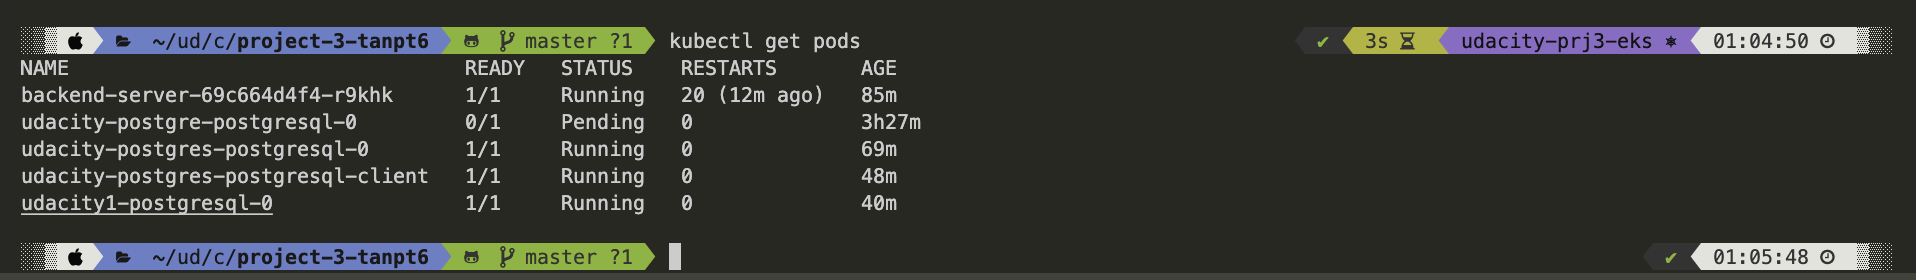 ~/ud/c/project-3-tanpt6 master ?1 kubectl get pods ✔ 3s udacity-prj3-eks 01:04:50
NAME READY STATUS RESTARTS AGE
backend-server-69c664d4f4-r9khk 1/1 Running 20 (12m ago) 85m
udacity-postgre-postgresql-0 0/1 Pending 0 3h27m
udacity-postgres-postgresql-0 1/1 Running 0 69m
udacity-postgres-postgresql-client 1/1 Running 0 48m
udacity1-postgresql-0 1/1 Running 0 40m
~/ud/c/project-3-tanpt6 master ?1 ✔ 01:05:48